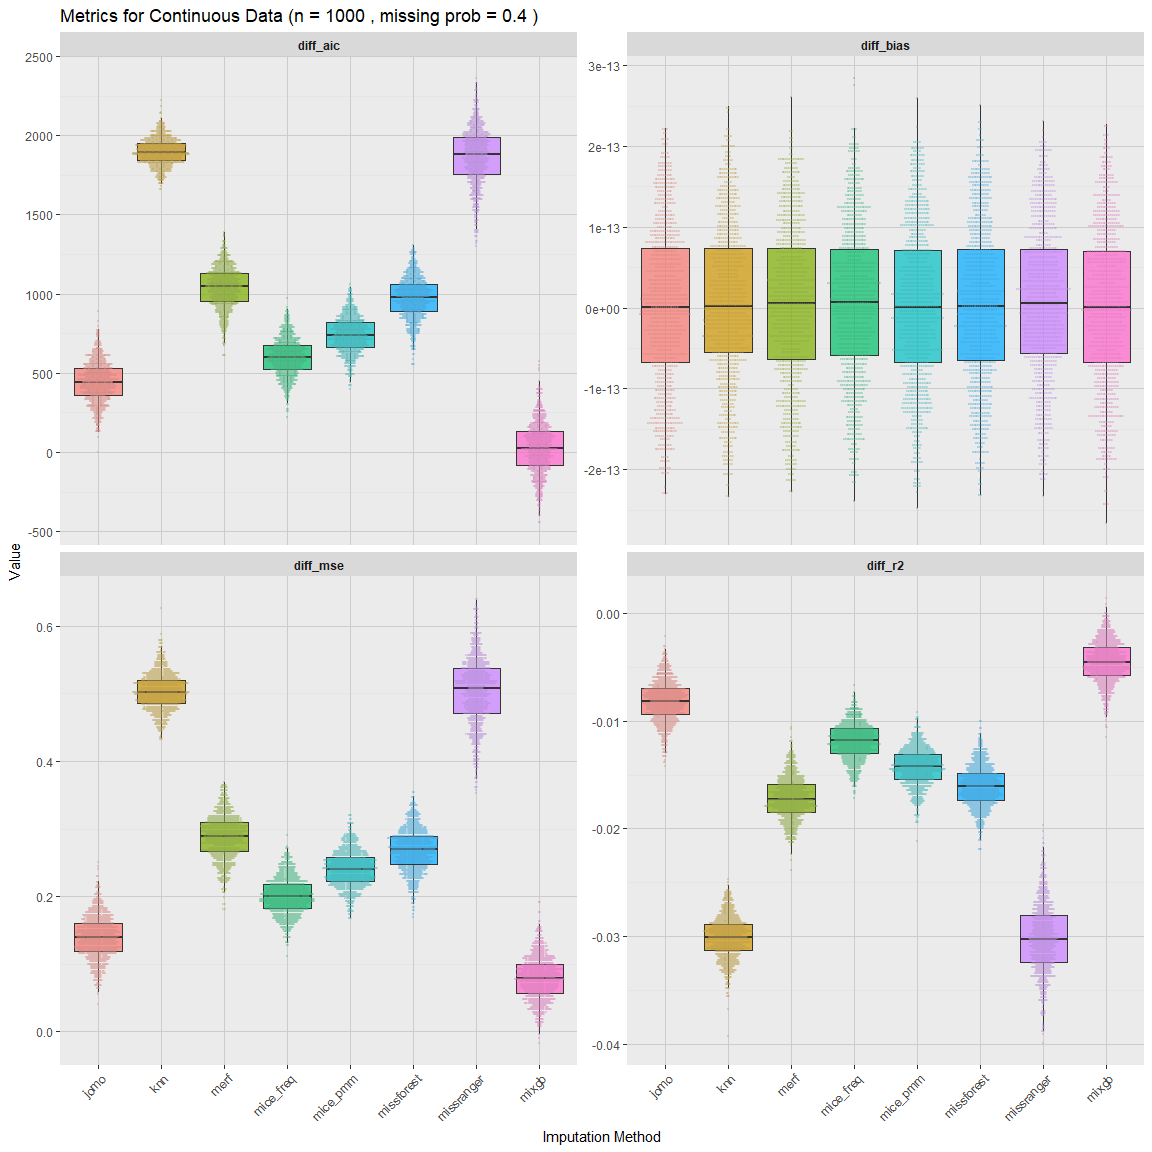 Metrics for Continuous Data (n = 1000 , missing prob = 0.4 )
diff_aic
diff_bias
2500
2000
1500
1000
500
0
-500
3e-13
2e-13
1e-13
0e+00
-1e-13
-2e-13
Value
diff_mse
diff_r2
0.6
0.4
0.2
0.0
0.00
-0.01
-0.02
-0.03
-0.04
jomo
knn
merf
mice_freq
mice_pmm
missforest
missranger
mixgb
jomo
knn
merf
mice_freq
mice_pmm
missforest
missranger
mixgb
Imputation Method